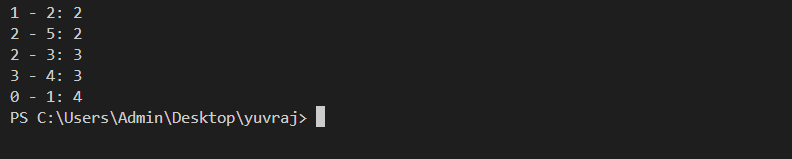 1 - 2: 2
2 - 5: 2
2 - 3: 3
3 - 4: 3
0 - 1: 4
PS C:\Users\Admin\Desktop\yuvraj>